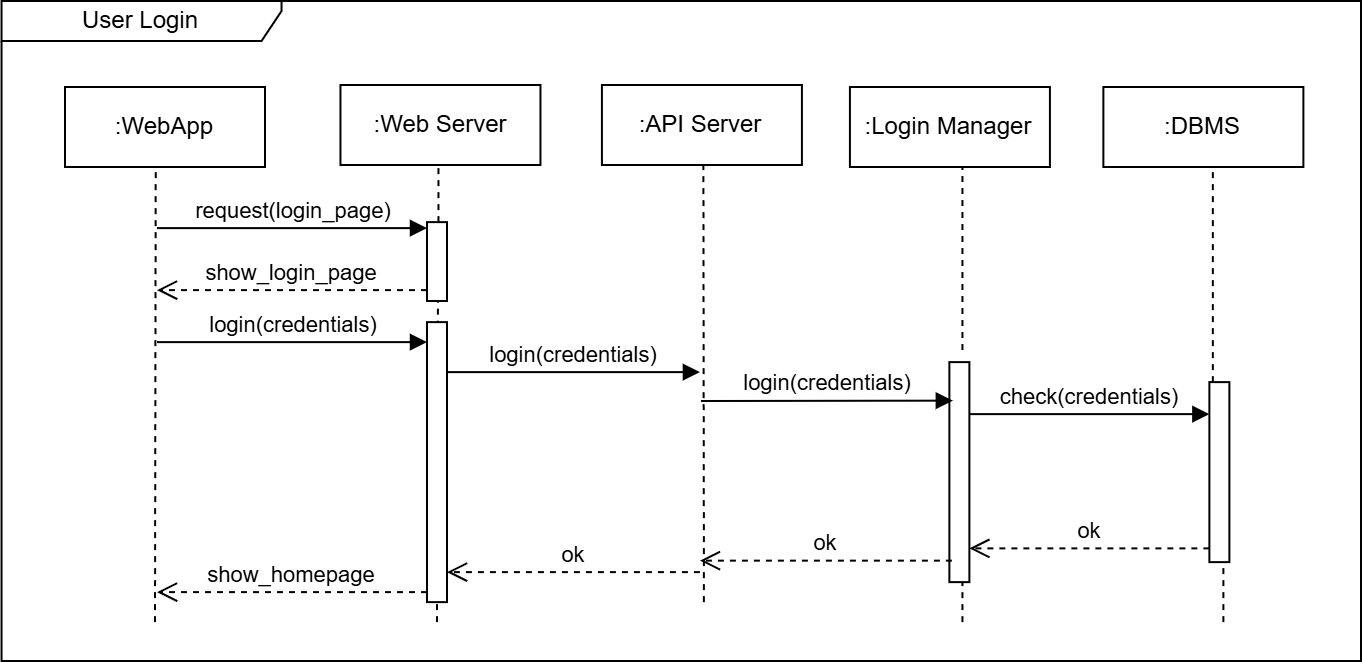 User Login
:WebApp
:Web Server
:API Server
:Login Manager
:DBMS
request(login_page)
show_login_page
login(credentials)
login(credentials)
login(credentials)
check(credentials)
ok
ok
ok
show_homepage